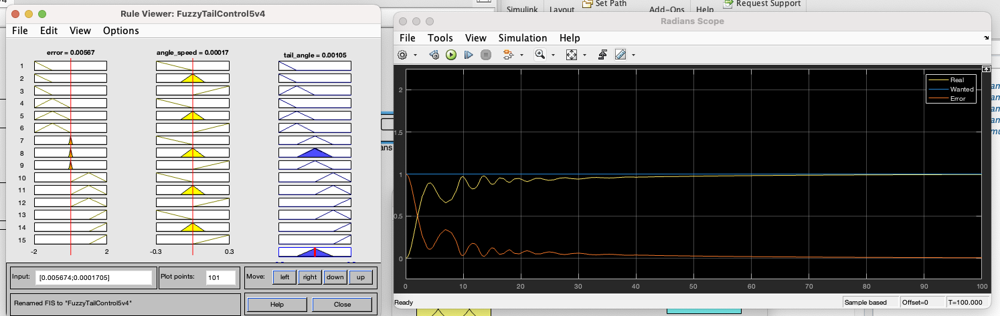 Simulink
Layout
Set Path
Add-Ons
Help
Request Support
Rule Viewer: FuzzyTailControl5v4
File Edit View Options
error = 0.00567
angle_speed = 0.00017
tail_angle = 0.00105
1
2
3
4
5
6
7
8
9
10
11
12
13
14
15
-2 2
-0.3 0.3
Input: [0.005674;0.0001705]
Plot points: 101
Move: left right down up
Renamed FIS to "FuzzyTailControl5v4"
Help Close
Radians Scope
File Tools View Simulation Help
Real
Wanted
Error
2
1.5
1
0.5
0
0 10 20 30 40 50 60 70 80 90 100
Ready
Sample based Offset=0 T=100.000